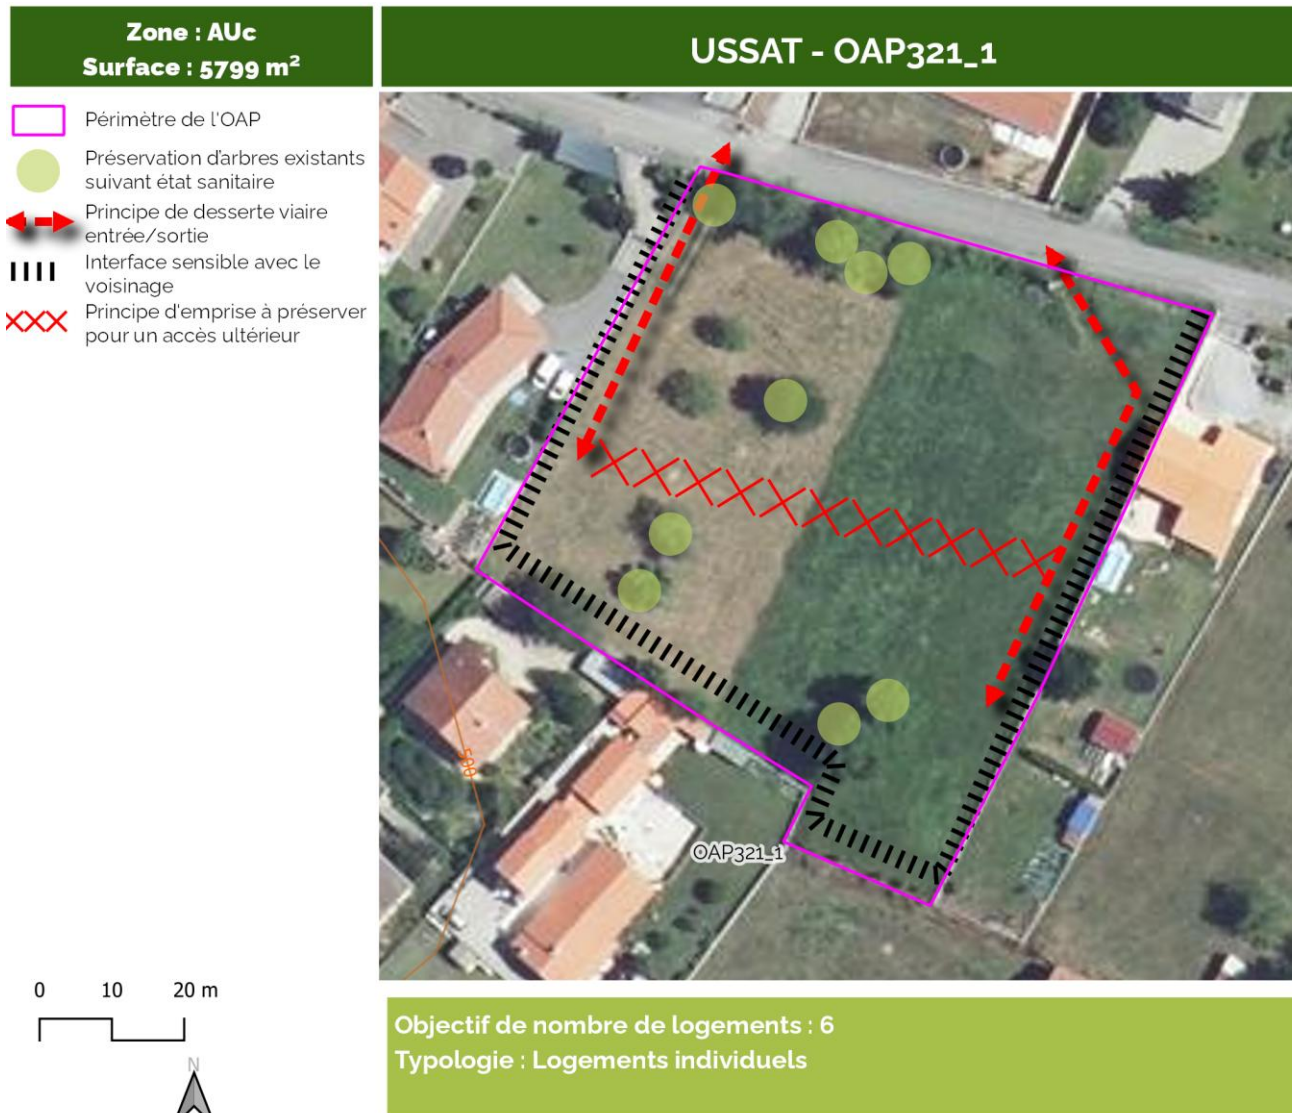 Zone : AUc
Surface : 5799 m²
USSAT - OAP321_1
Périmètre de l'OAP
Préservation d'arbres existants
suivant état sanitaire
Principe de desserte viaire
entrée/sortie
Interface sensible avec le
voisinage
Principe d'emprise à préserver
pour un accès ultérieur
OAP321_1
0 10 20 m
N
Objectif de nombre de logements : 6
Typologie : Logements individuels